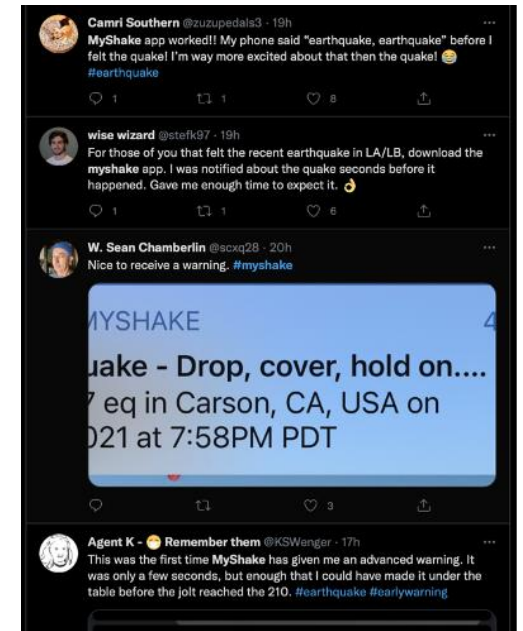 Camri Southern @zuzupedals3 · 19h
MyShake app worked!! My phone said "earthquake, earthquake" before I
felt the quake! I'm way more excited about that then the quake! 😂
#earthquake
1 1 8
wise wizard @stefk97 · 19h
For those of you that felt the recent earthquake in LA/LB, download the
myshake app. I was notified about the quake seconds before it
happened. Gave me enough time to expect it. 👌
1 1 6
W. Sean Chamberlin @scxq28 · 20h
Nice to receive a warning. #myshake
MYSHAKE 4
uake - Drop, cover, hold on....
7 eq in Carson, CA, USA on
021 at 7:58PM PDT
3
Agent K - Remember them @KSWenger · 17h
This was the first time MyShake has given me an advanced warning. It
was only a few seconds, but enough that I could have made it under the
table before the jolt reached the 210. #earthquake #earlywarning